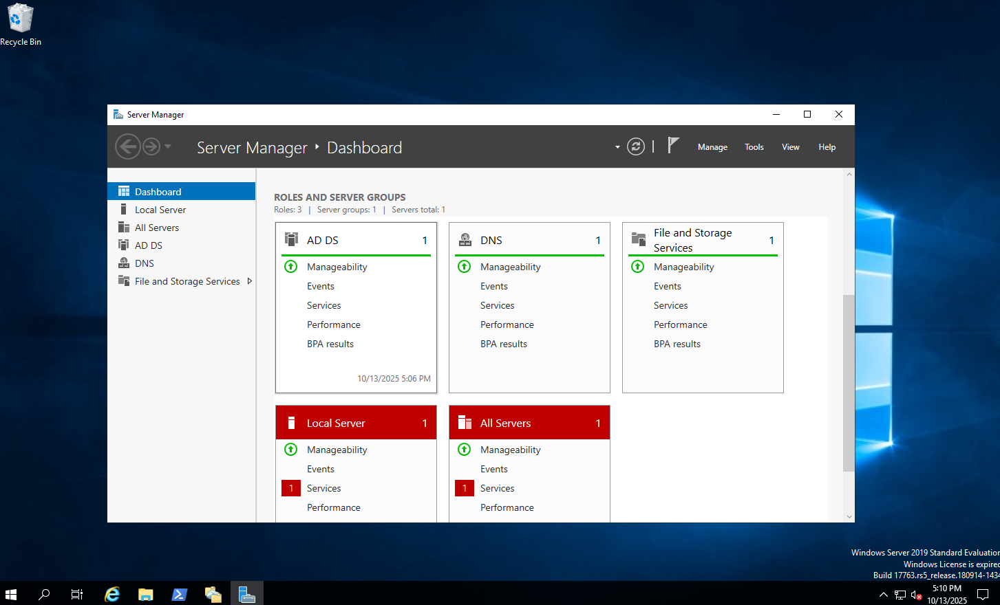 Recycle Bin
Server Manager
Server Manager Dashboard
Manage
Tools
View
Help
Dashboard
Local Server
All Servers
AD DS
DNS
File and Storage Services
ROLES AND SERVER GROUPS
Roles: 3 | Server groups: 1 | Servers total: 1
AD DS 1
Manageability
Events
Services
Performance
BPA results
10/13/2025 5:06 PM
DNS 1
Manageability
Events
Services
Performance
BPA results
File and Storage
Services 1
Manageability
Events
Services
Performance
BPA results
Local Server 1
Manageability
Events
1 Services
Performance
All Servers 1
Manageability
Events
1 Services
Performance
Windows Server 2019 Standard Evaluation
Windows License is expired
Build 17763.rs5_release.180914-1434
5:10 PM
10/13/2025